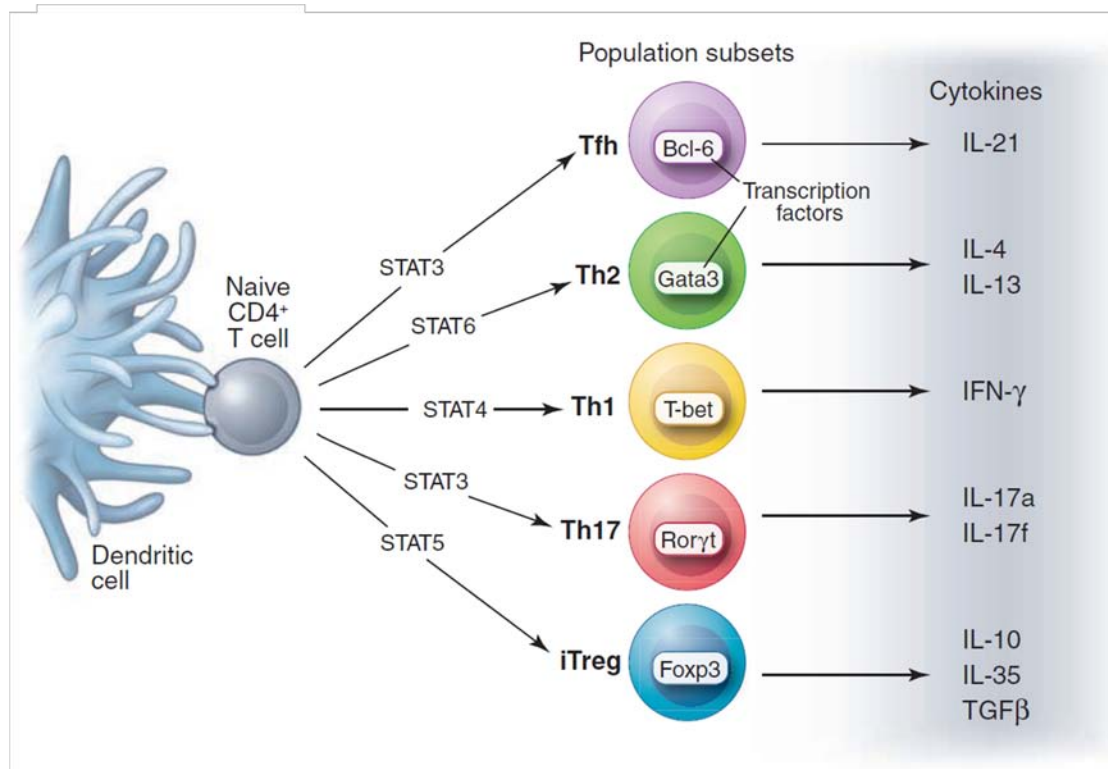 Population subsets
Cytokines
Tfh
Bcl-6
IL-21
Transcription
factors
STAT3
Th2
Gata3
IL-4
IL-13
Naive
CD4⁺
T cell
STAT6
STAT4
Th1
T-bet
IFN-γ
STAT3
Th17
Rorγt
IL-17a
IL-17f
STAT5
Dendritic
cell
iTreg
Foxp3
IL-10
IL-35
TGFβ